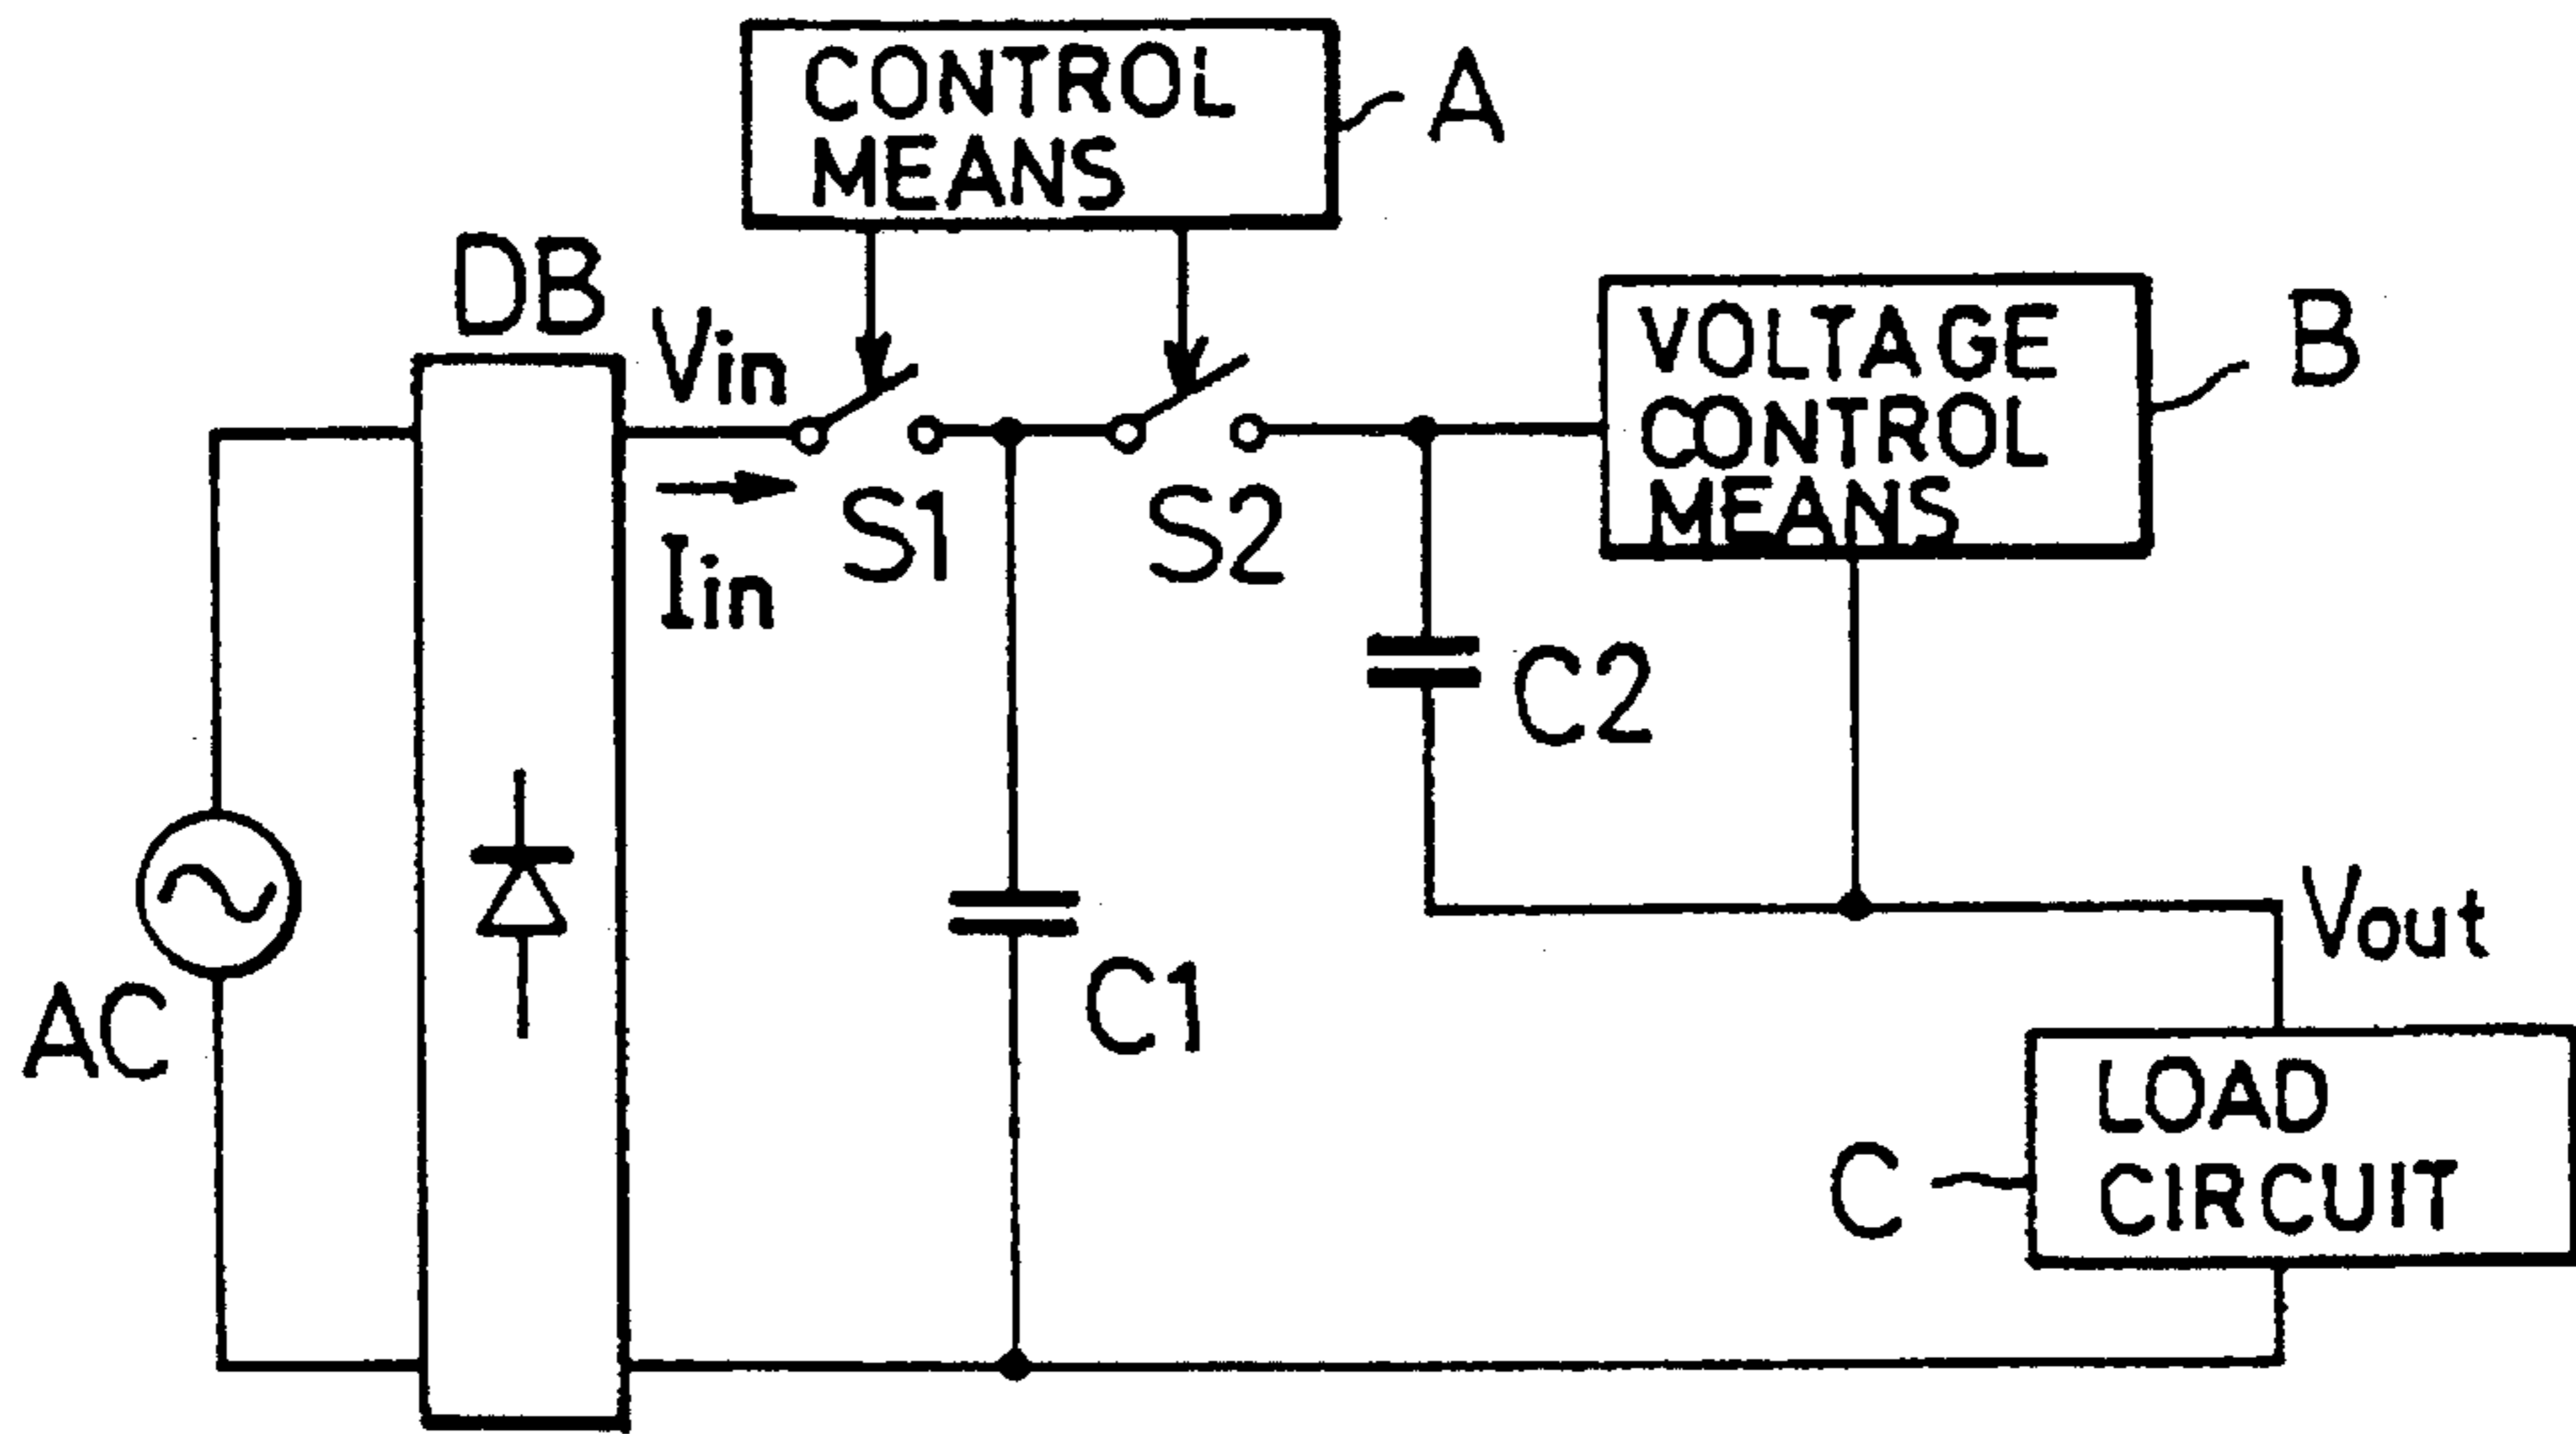 CONTROL
MEANS
A
DB
Vin
Iin
S1
S2
VOLTAGE
CONTROL
MEANS
B
C2
AC
C1
Vout
LOAD
CIRCUIT
C